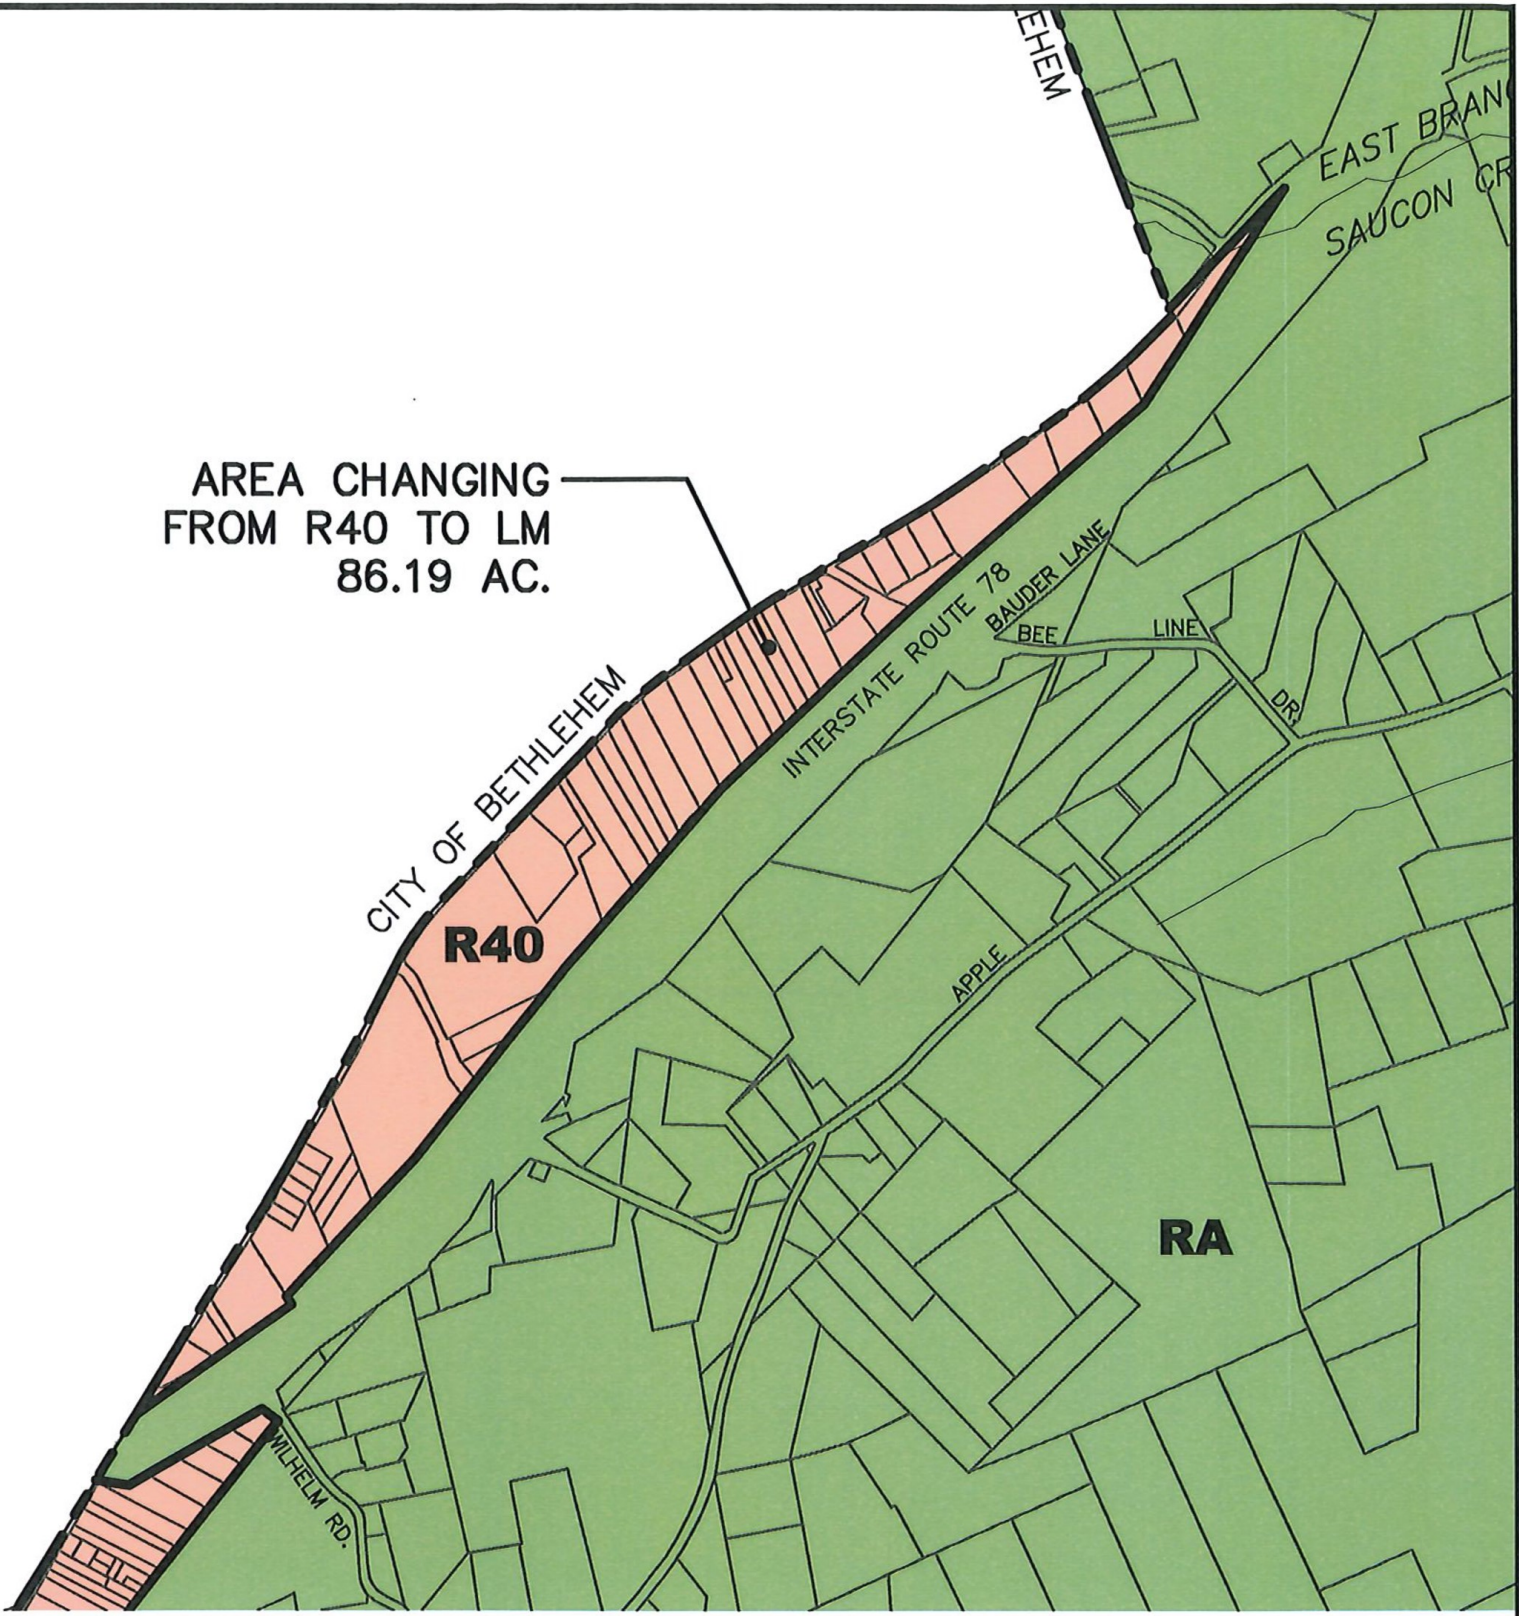 EHEM
EAST BRAN
SAUCON CR
AREA CHANGING
FROM R40 TO LM
86.19 AC.
BAUDER LANE
INTERSTATE ROUTE 78
BEE LINE DR.
CITY OF BETHLEHEM
R40
APPLE
RA
WILHELM RD.